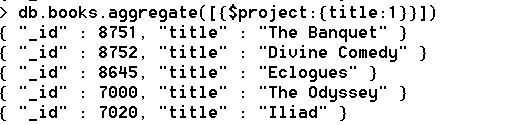 > db.books.aggregate([{$project:{title:1}}])
{ "_id" : 8751, "title" : "The Banquet" }
{ "_id" : 8752, "title" : "Divine Comedy" }
{ "_id" : 8645, "title" : "Eclogues" }
{ "_id" : 7000, "title" : "The Odyssey" }
{ "_id" : 7020, "title" : "Iliad" }